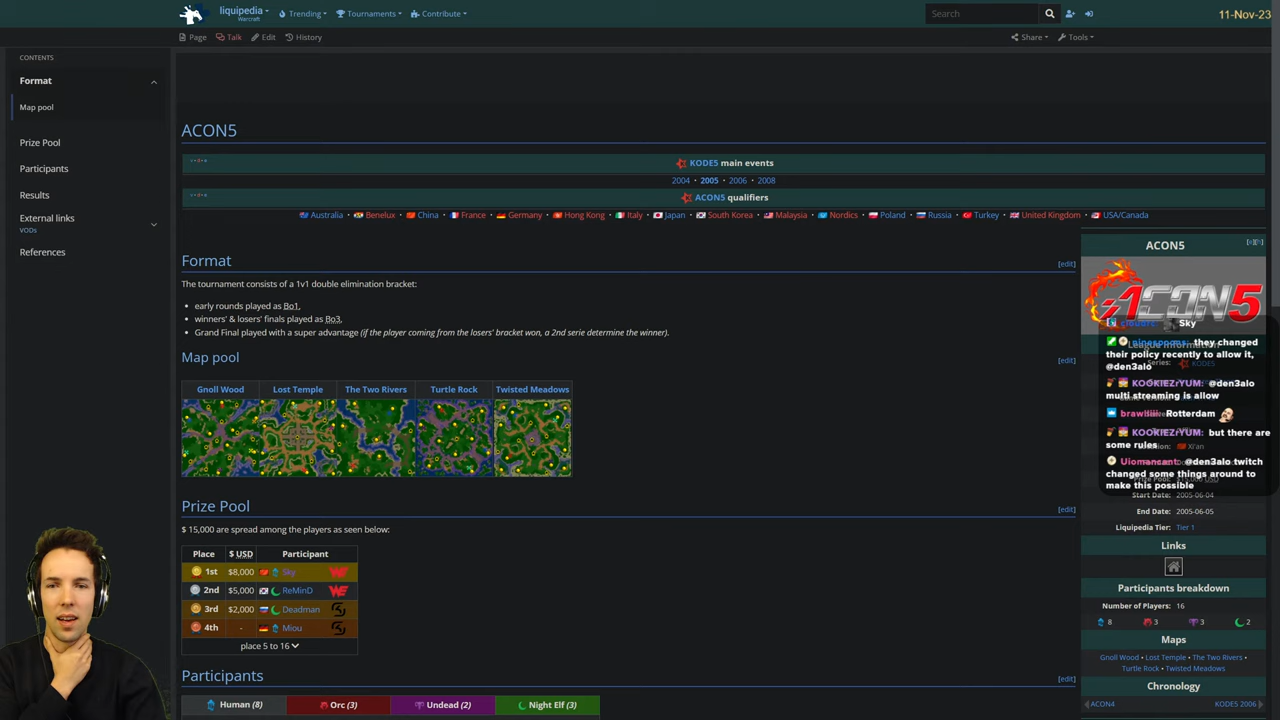 liquipedia
Warcraft
Trending
Tournaments
Contribute
Search
11-Nov-23
Page
Talk
Edit
History
Share
Tools
CONTENTS
Format
Map pool
Prize Pool
Participants
Results
External links
VODs
References
ACON5
v • d • e
KODE5 main events
2004 • 2005 • 2006 • 2008
v • d • e
ACON5 qualifiers
Australia • Benelux • China • France • Germany • Hong Kong • Italy • Japan • South Korea • Malaysia • Nordics • Poland • Russia • Turkey • United Kingdom • USA/Canada
Format
[edit]
The tournament consists of a 1v1 double elimination bracket:
• early rounds played as Bo1,
• winners' & losers' finals played as Bo3,
• Grand Final played with a super advantage (if the player coming from the losers' bracket won, a 2nd serie determine the winner).
Map pool
[edit]
Gnoll Wood Lost Temple The Two Rivers Turtle Rock Twisted Meadows
Prize Pool
[edit]
$ 15,000 are spread among the players as seen below:
Place $ USD Participant
1st $8,000 Sky
2nd $5,000 ReMinD
3rd $2,000 Deadman
4th - Miou
place 5 to 16
Participants
[edit]
Human (8) Orc (3) Undead (2) Night Elf (3)
ACON5
ACON5
Sky
League Information
they changed
their policy recently to allow it,
@den3alo
KOOKIEZrYUM: @den3alo
multi streaming is allow
Rotterdam
KOOKIEZrYUM: but there are
some rules
Xi'an
Uiomancant: @den3alo twitch
changed some things around to
make this possible
Start Date: 2005-06-04
End Date: 2005-06-05
Liquipedia Tier: Tier 1
Links
Participants breakdown
Number of Players: 16
8 3 3 2
Maps
Gnoll Wood • Lost Temple • The Two Rivers •
Turtle Rock • Twisted Meadows
Chronology
ACON4 KODE5 2006